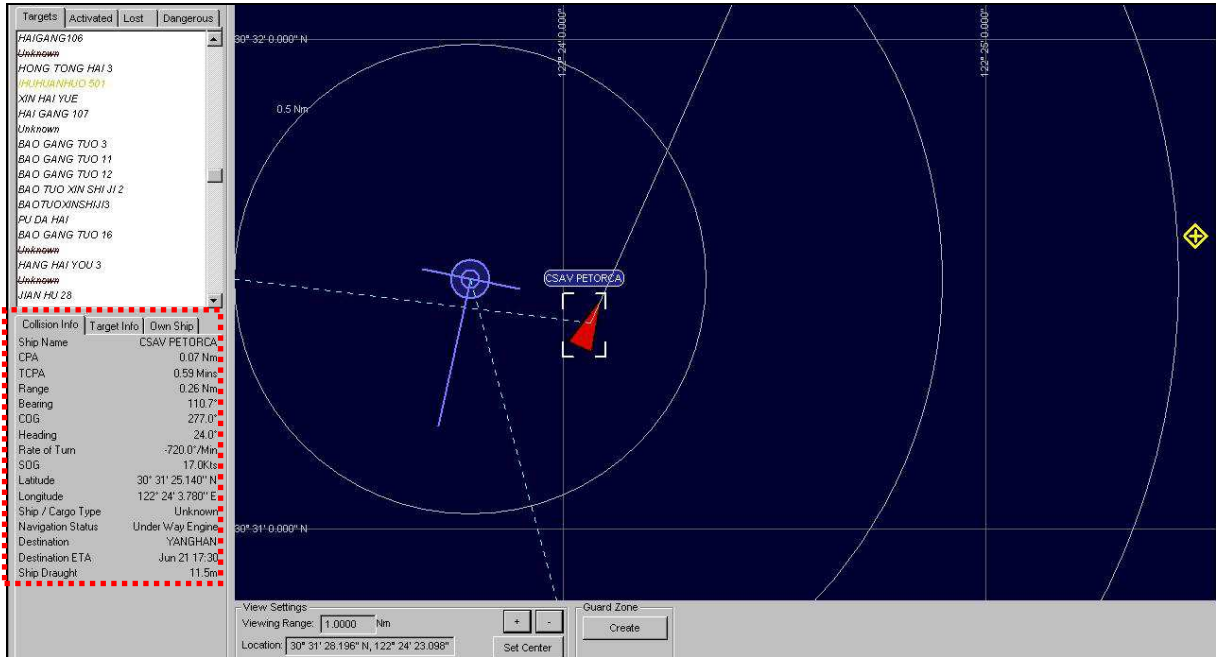 Targets Activated Lost Dangerous
HAIGANG106
Unknown
HONG TONG HAI 3
IHUHUANHUO 501
XIN HAI YUE
HAI GANG 107
Unknown
BAO GANG TUO 3
BAO GANG TUO 11
BAO GANG TUO 12
BAO TUO XIN SHI JI 2
BAOTUOXINSHIJI3
PU DA HAI
BAO GANG TUO 16
Unknown
HANG HAI YOU 3
Unknown
JIAN HU 28
Collision Info Target Info Own Ship
Ship Name CSAV PETORCA
CPA 0.07 Nm
TCPA 0.59 Mins
Range 0.26 Nm
Bearing 110.7°
COG 277.0°
Heading 24.0°
Rate of Turn -720.0°/Min
SOG 17.0Kts
Latitude 30° 31' 25.140" N
Longitude 122° 24' 3.780" E
Ship / Cargo Type Unknown
Navigation Status Under Way Engine
Destination YANGHAN
Destination ETA Jun 21 17:30
Ship Draught 11.5m
30° 32' 0.000" N
122° 24' 0.000"
122° 25' 0.000"
0.5 Nm
CSAV PETORCA
30° 31' 0.000" N
View Settings
Viewing Range: 1.0000 Nm + -
Location: 30° 31' 28.196" N, 122° 24' 23.098" Set Center
Guard Zone
Create